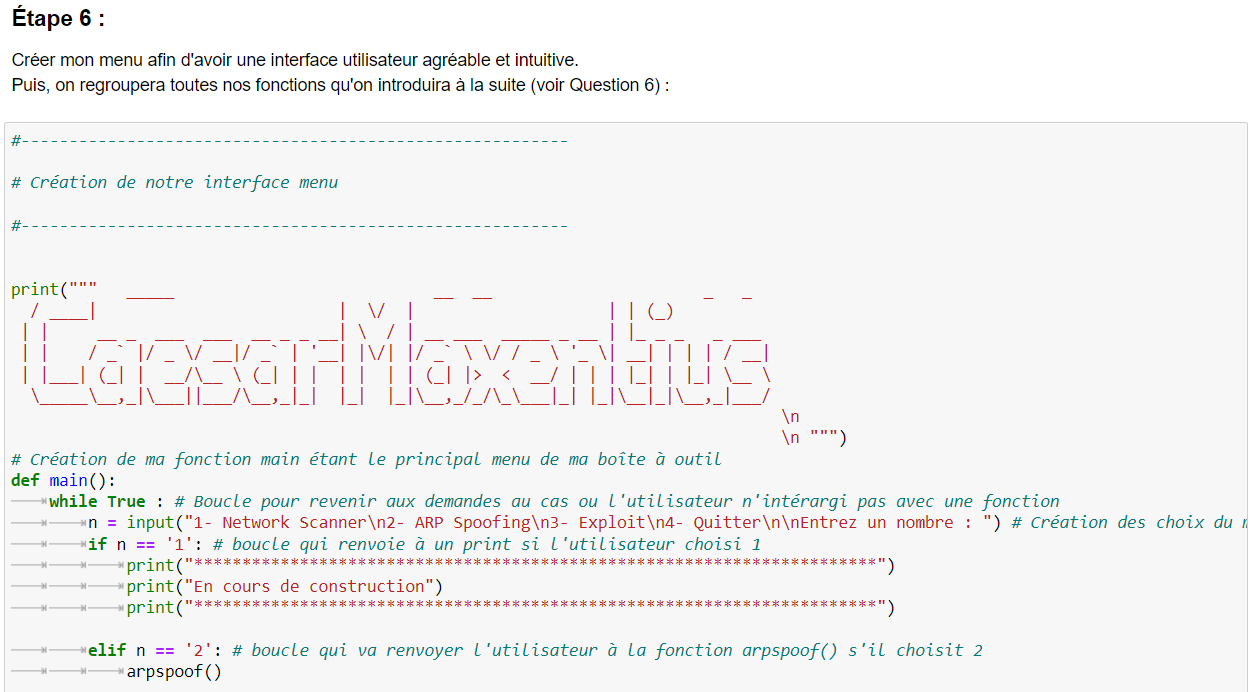 Étape 6 :
Créer mon menu afin d'avoir une interface utilisateur agréable et intuitive.
Puis, on regroupera toutes nos fonctions qu'on introduira à la suite (voir Question 6) :
#---------------------------------------------------------
# Création de notre interface menu
#---------------------------------------------------------
print("""   _____                           __  __                      _   _
  / ____|                         |  \/  |                    | | (_)
 | |     __ _  ___  ___  __ _ _ __| \  / | __ ___  _____ _ __ | |_ _ _   _ ___
 | |    / _` |/ _ \/ __|/ _` | '__| |\/| |/ _` \ \/ / _ \ '_ \| __| | | | / __|
 | |___| (_| |  __/\__ \ (_| | |  | |  | | (_| |>  <  __/ | | | |_| | |_| \__ \
  \_____\__,_|\___||___/\__,_|_|  |_|  |_|\__,_/_/\_\___|_| |_|\__|_|\__,_|___/
                                                                                \n
                                                                                \n """)
# Création de ma fonction main étant le principal menu de ma boîte à outil
def main():
	while True : # Boucle pour revenir aux demandes au cas ou l'utilisateur n'intérargi pas avec une fonction
		n = input("1- Network Scanner\n2- ARP Spoofing\n3- Exploit\n4- Quitter\n\nEntrez un nombre : ") # Création des choix du
		if n == '1': # boucle qui renvoie à un print si l'utilisateur choisi 1
			print("***********************************************************************")
			print("En cours de construction")
			print("***********************************************************************")
		elif n == '2': # boucle qui va renvoyer l'utilisateur à la fonction arpspoof() s'il choisit 2
			arpspoof()